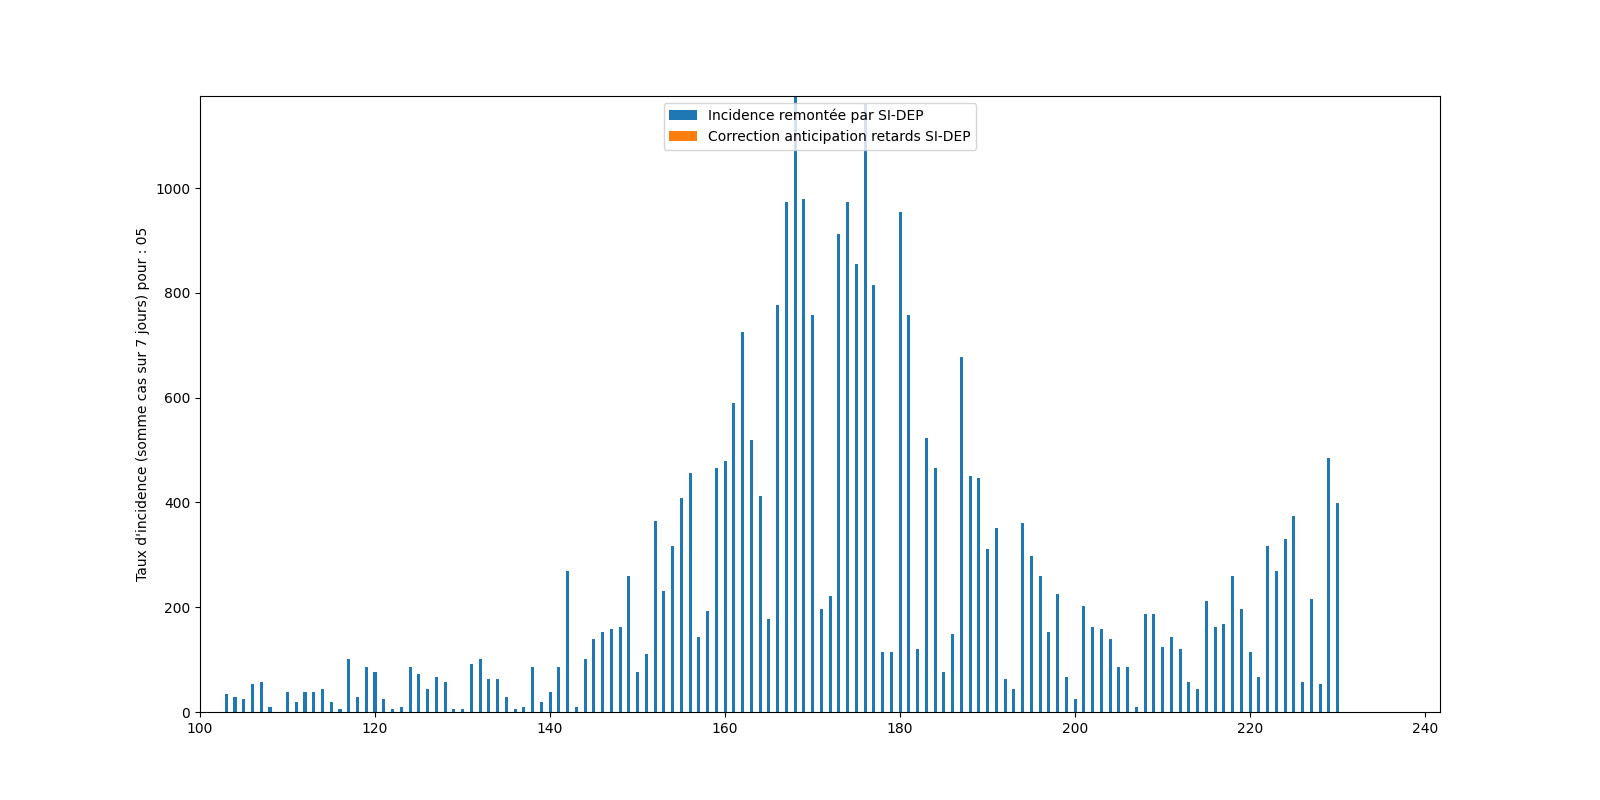 Incidence remontée par SI-DEP
Correction anticipation retards SI-DEP
Taux d'incidence (somme cas sur 7 jours) pour : 05
1000
800
600
400
200
0
100 120 140 160 180 200 220 240